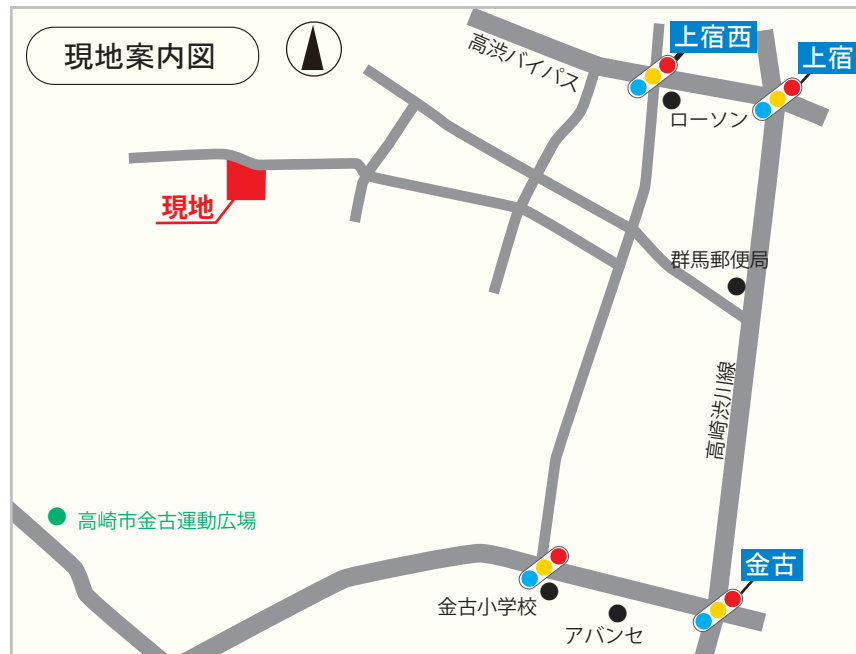 現地案内図
高渋バイパス
上宿西
上宿
ローソン
現地
群馬郵便局
高崎渋川線
高崎市金古運動広場
金古
金古小学校
アバンセ